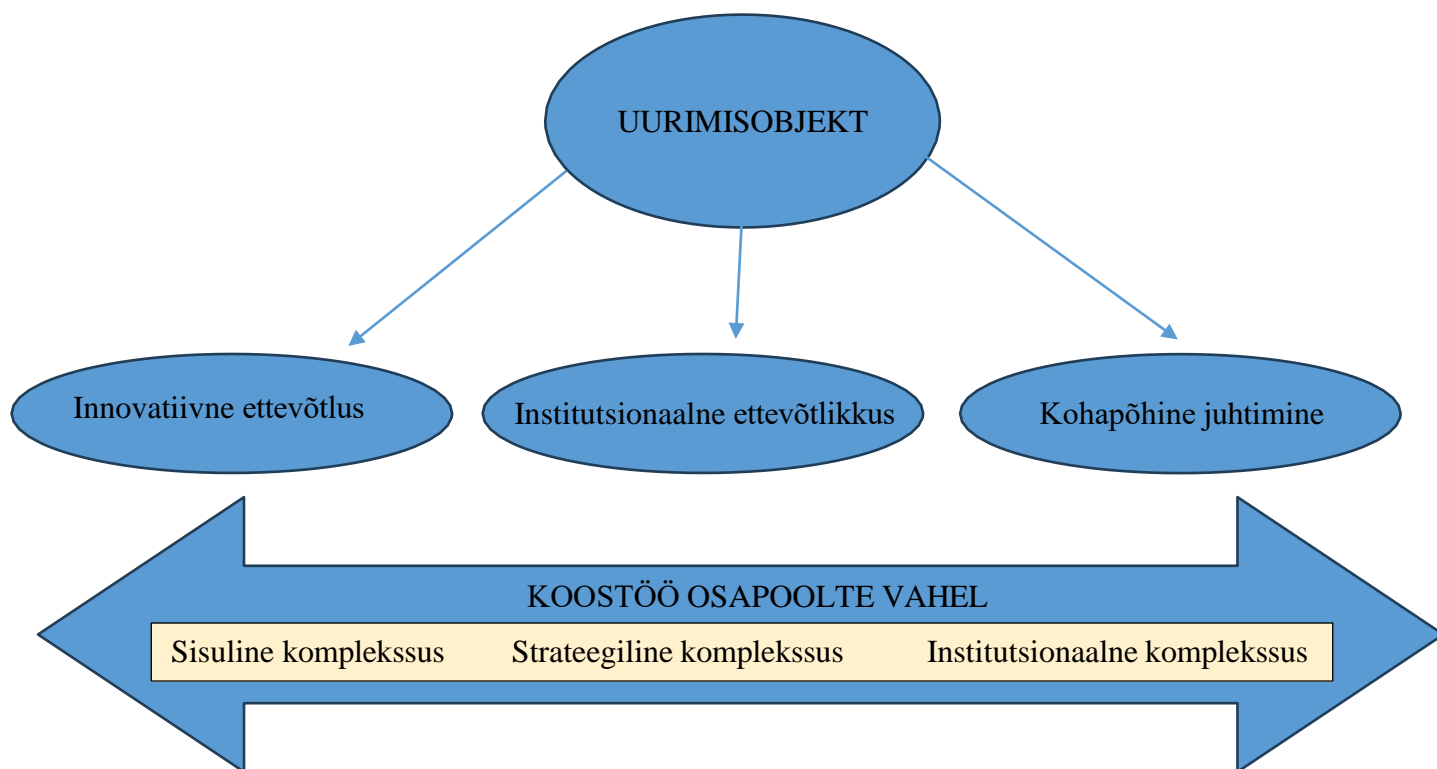 UURIMISOBJEKT
Innovatiivne ettevõtlus
Institutsionaalne ettevõtlikkus
Kohapõhine juhtimine
KOOSTÖÖ OSAPOOLTE VAHEL
Sisuline komplekssus Strateegiline komplekssus Institutsionaalne komplekssus